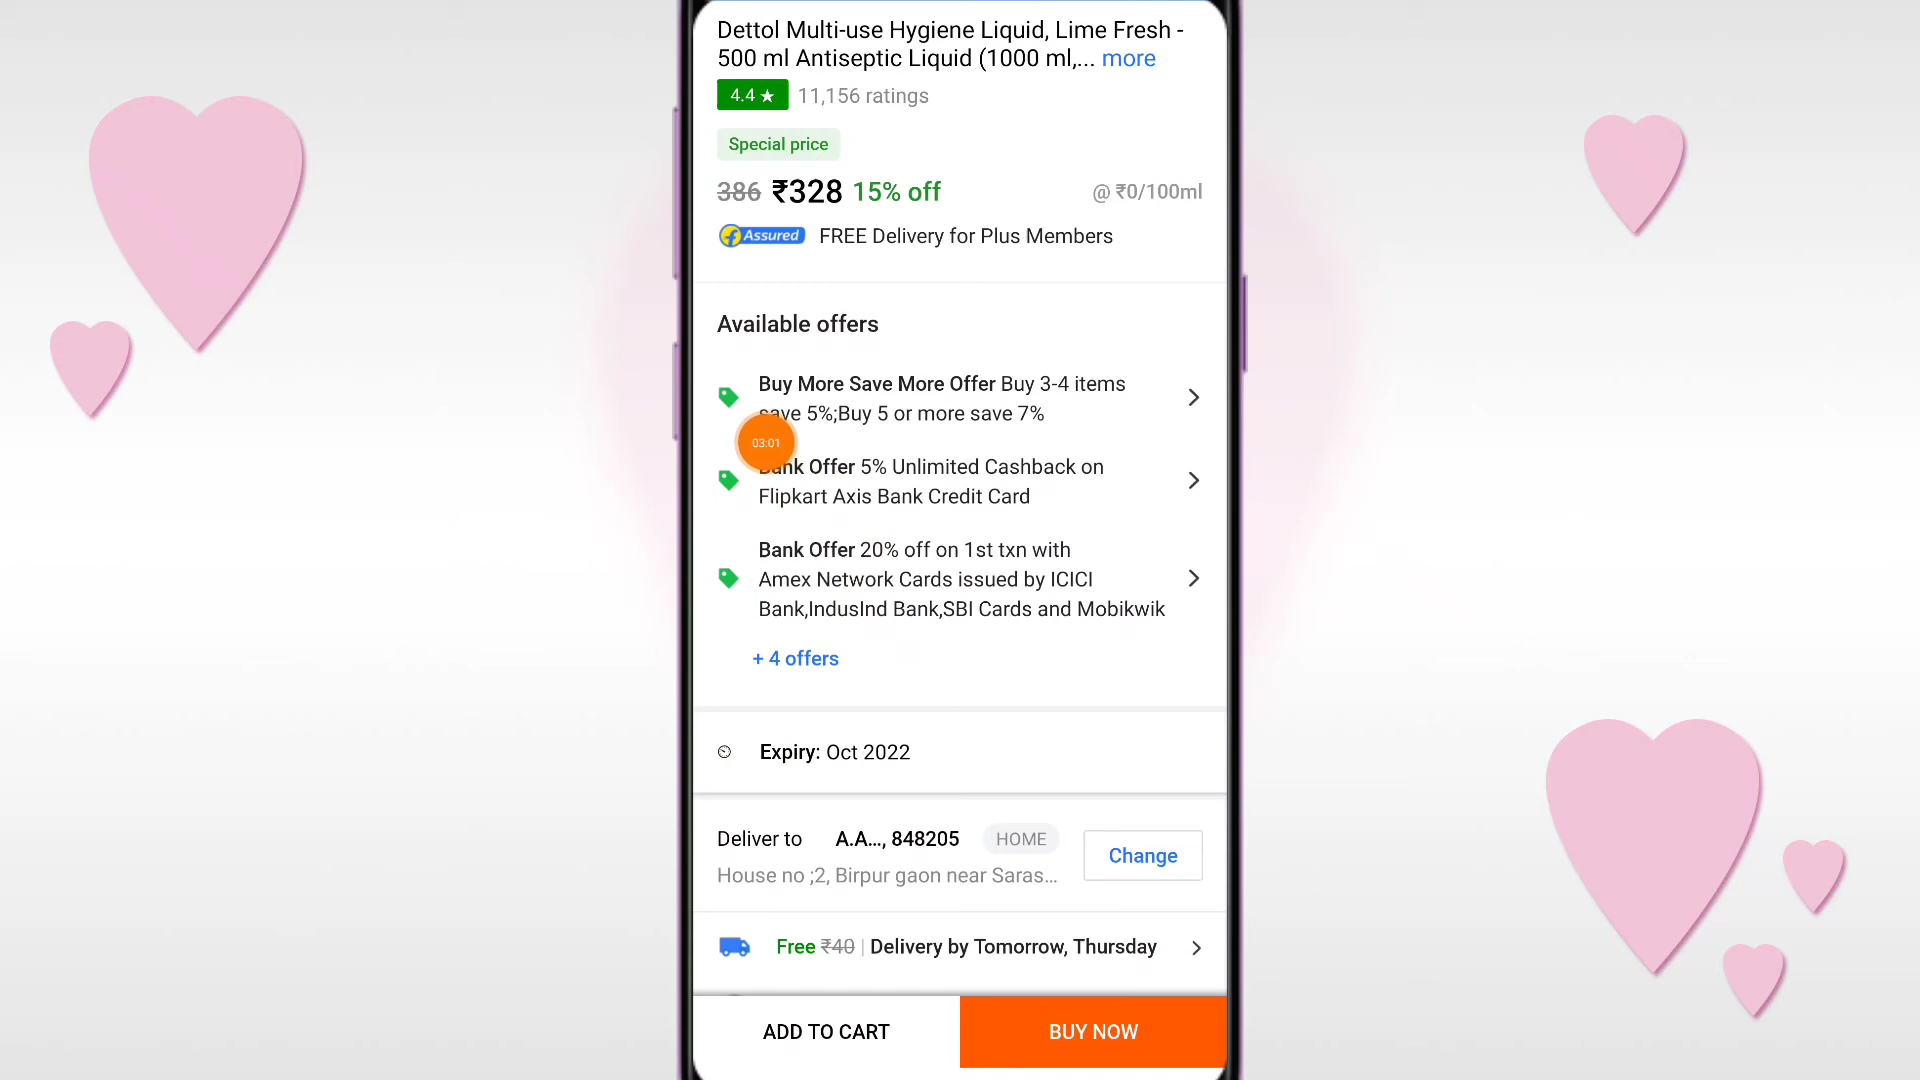 Dettol Multi-use Hygiene Liquid, Lime Fresh -
500 ml Antiseptic Liquid (1000 ml,... more
4.4 ★ 11,156 ratings
Special price
386 ₹328 15% off @ ₹0/100ml
Assured FREE Delivery for Plus Members
Available offers
Buy More Save More Offer Buy 3-4 items
save 5%;Buy 5 or more save 7%
03:01
Bank Offer 5% Unlimited Cashback on
Flipkart Axis Bank Credit Card
Bank Offer 20% off on 1st txn with
Amex Network Cards issued by ICICI
Bank,IndusInd Bank,SBI Cards and Mobikwik
+ 4 offers
Expiry: Oct 2022
Deliver to A.A..., 848205 HOME
Change
House no ;2, Birpur gaon near Saras...
Free ₹40 | Delivery by Tomorrow, Thursday
ADD TO CART BUY NOW